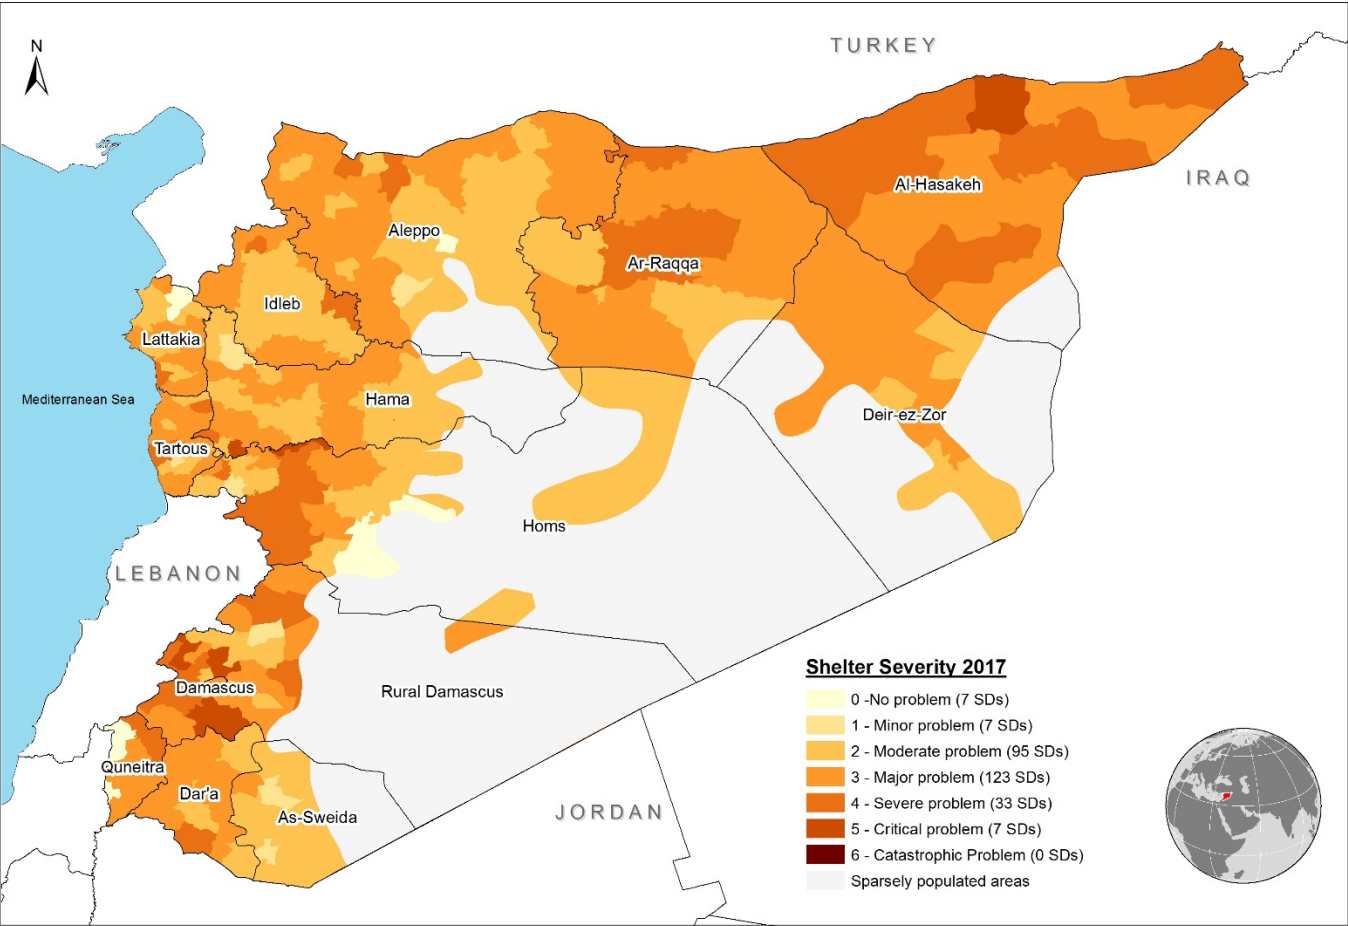 N
TURKEY
IRAQ
Al-Hasakeh
Aleppo
Ar-Raqqa
Idleb
Lattakia
Mediterranean Sea
Hama
Deir-ez-Zor
Tartous
Homs
LEBANON
Damascus
Rural Damascus
Quneitra
Dar'a
As-Sweida
JORDAN
Shelter Severity 2017
0 -No problem (7 SDs)
1 - Minor problem (7 SDs)
2 - Moderate problem (95 SDs)
3 - Major problem (123 SDs)
4 - Severe problem (33 SDs)
5 - Critical problem (7 SDs)
6 - Catastrophic Problem (0 SDs)
Sparsely populated areas